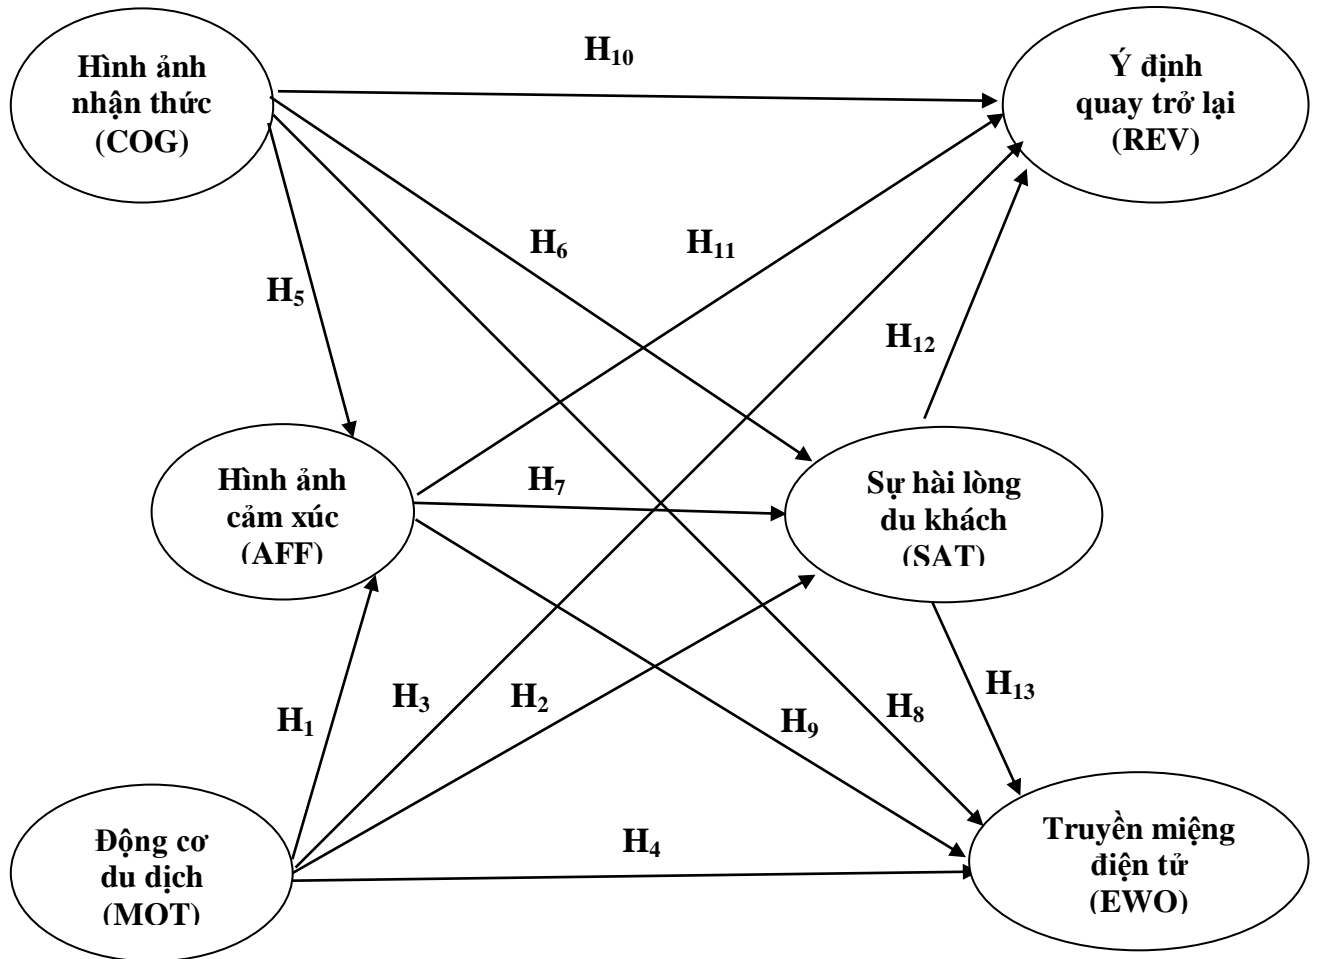 Hình ảnh
nhận thức
(COG)
H10
Ý định
quay trở lại
(REV)
H6
H11
H5
H12
Hình ảnh
cảm xúc
(AFF)
H7
Sự hài lòng
du khách
(SAT)
H1
H3
H2
H9
H8
H13
Động cơ
du dịch
(MOT)
H4
Truyền miệng
điện tử
(EWO)